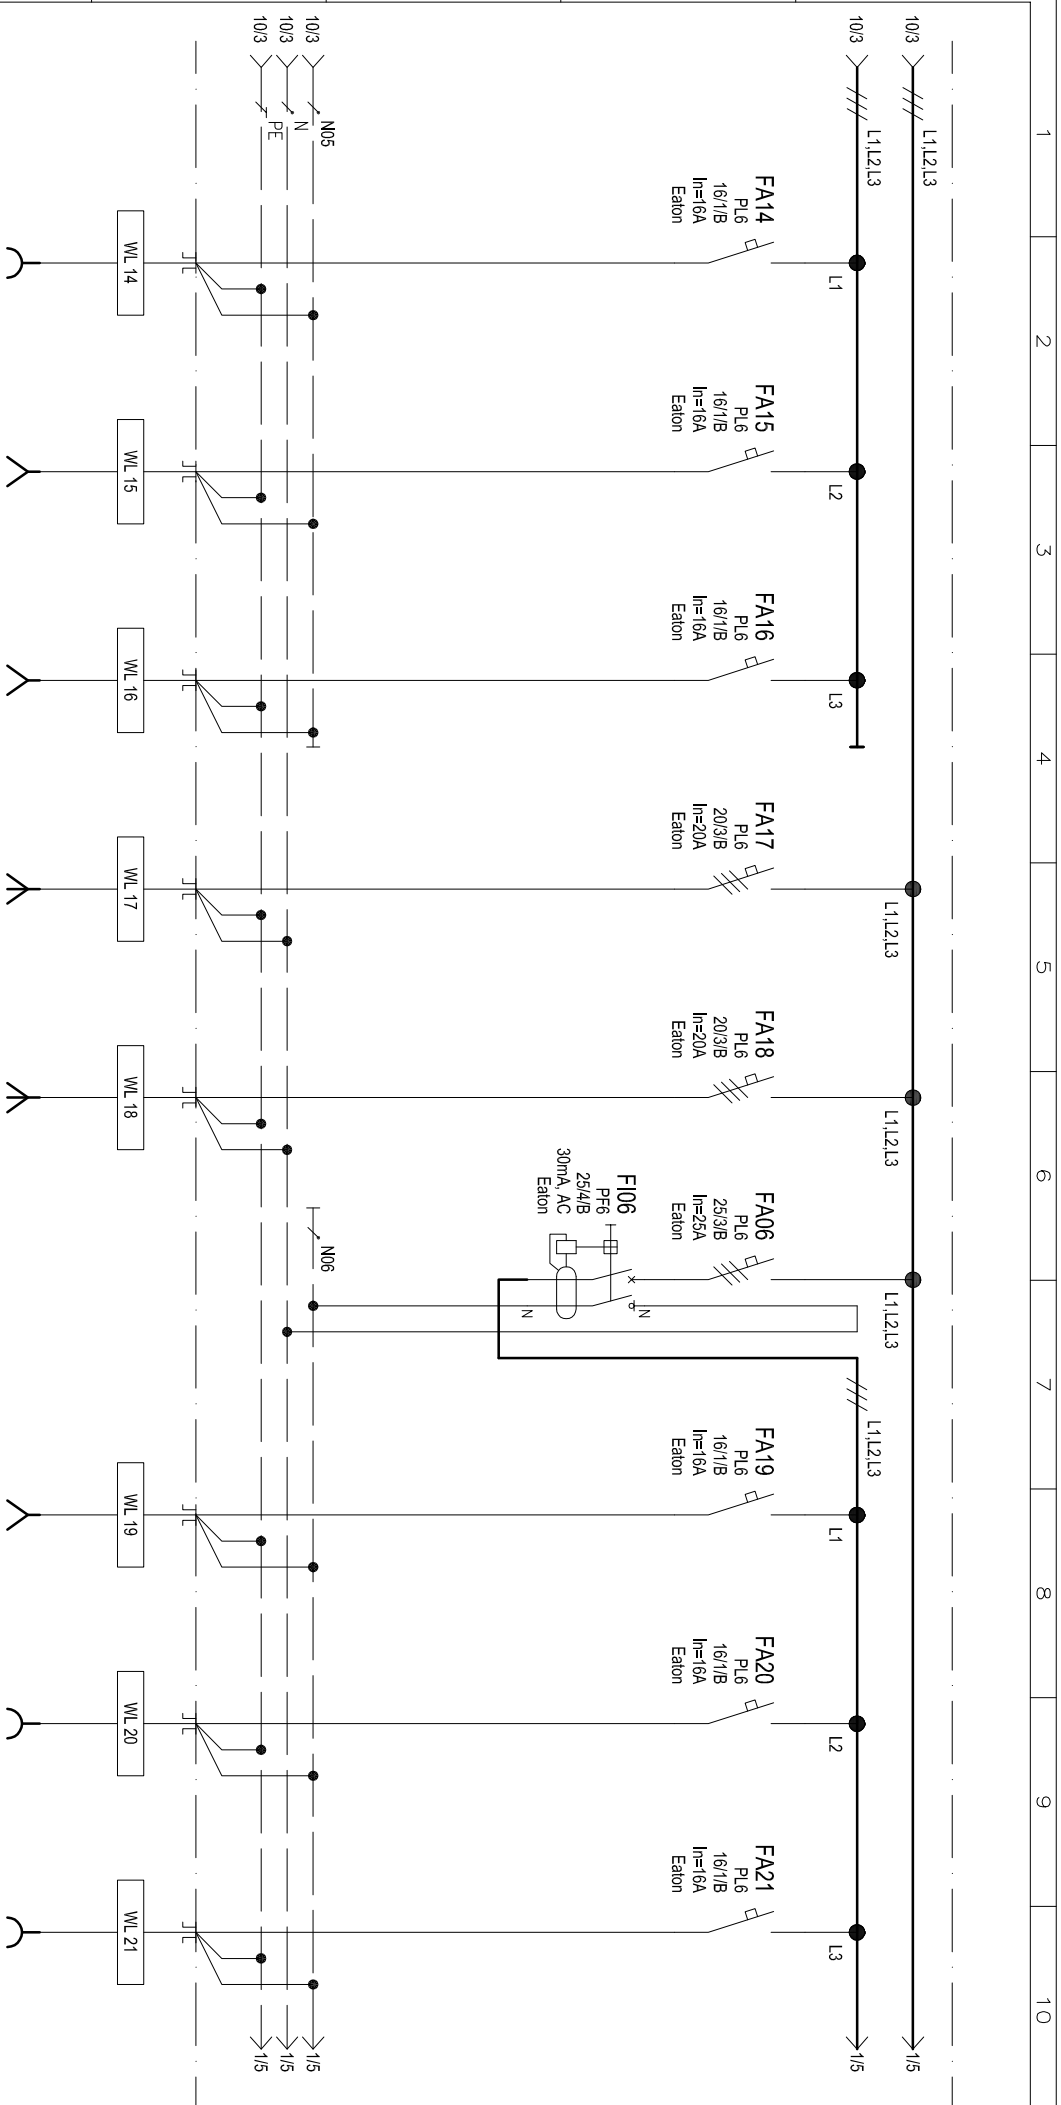 1
2
3
4
5
6
7
8
9
10
10/3
L1,L2,L3
1/5
10/3
L1,L2,L3
L1,L2,L3
L1,L2,L3
L1,L2,L3
L1,L2,L3
1/5
L1
L2
L3
L1
L2
L3
FA14
PL6
16/1/B
In=16A
Eaton
FA15
PL6
16/1/B
In=16A
Eaton
FA16
PL6
16/1/B
In=16A
Eaton
FA17
PL6
20/3/B
In=20A
Eaton
FA18
PL6
20/3/B
In=20A
Eaton
FA06
PL6
25/3/B
In=25A
Eaton
FI06
PF6
25/4/B
30mA, AC
Eaton
N
N
FA19
PL6
16/1/B
In=16A
Eaton
FA20
PL6
16/1/B
In=16A
Eaton
FA21
PL6
16/1/B
In=16A
Eaton
10/3
N05
N06
1/5
10/3
N
1/5
10/3
PE
1/5
WL 14
WL 15
WL 16
WL 17
WL 18
WL 19
WL 20
WL 21